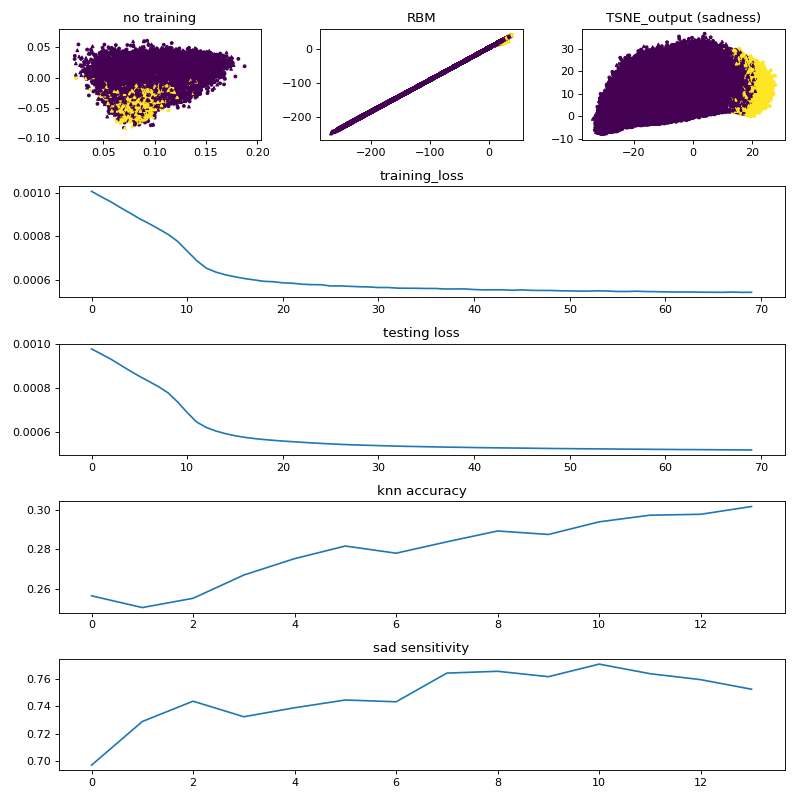 no training RBM TSNE_output (sadness)
0.05
0.00
−0.05
−0.10
0.05 0.10 0.15 0.20
0
−100
−200
−200 −100 0
30
20
10
0
−10
−20 0 20
training_loss
0.0010
0.0008
0.0006
0 10 20 30 40 50 60 70
testing loss
0.0010
0.0008
0.0006
0 10 20 30 40 50 60 70
knn accuracy
0.30
0.28
0.26
0 2 4 6 8 10 12
sad sensitivity
0.76
0.74
0.72
0.70
0 2 4 6 8 10 12